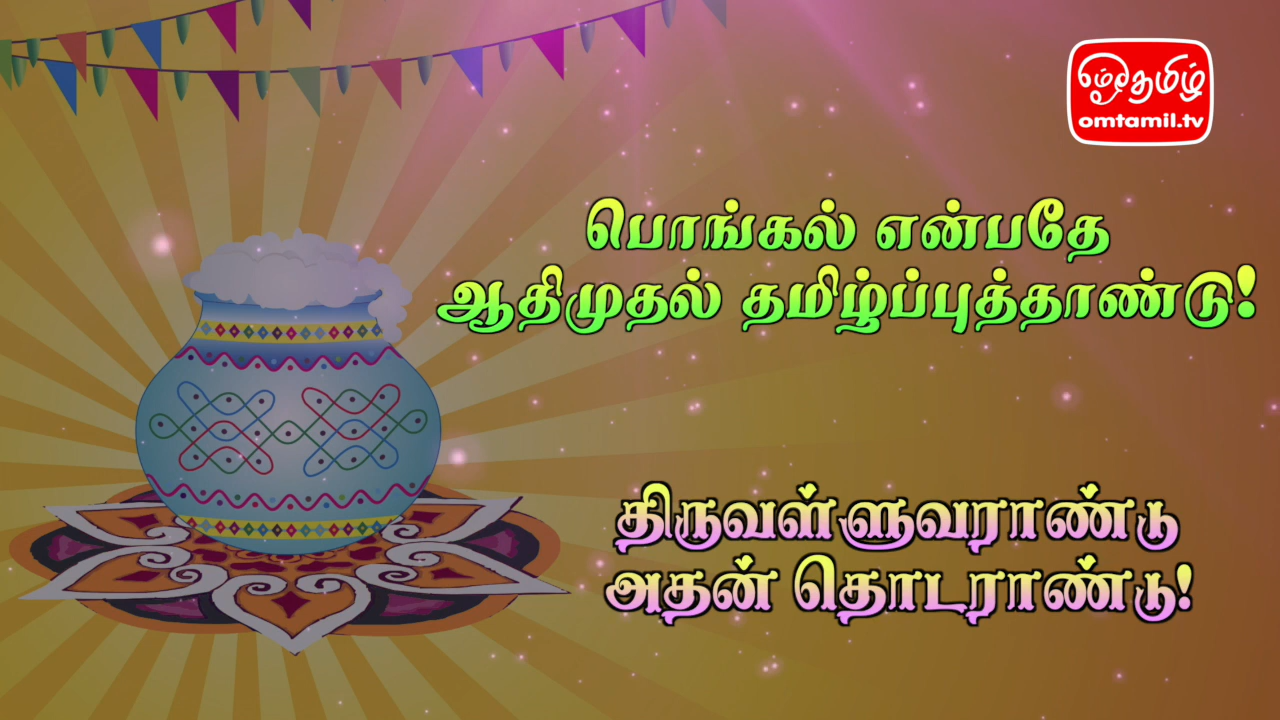 ஓம்தமிழ்
omtamil.tv
பொங்கல் என்பதே
ஆதிமுதல் தமிழ்ப்புத்தாண்டு!
திருவள்ளுவராண்டு
அதன் தொடராண்டு!